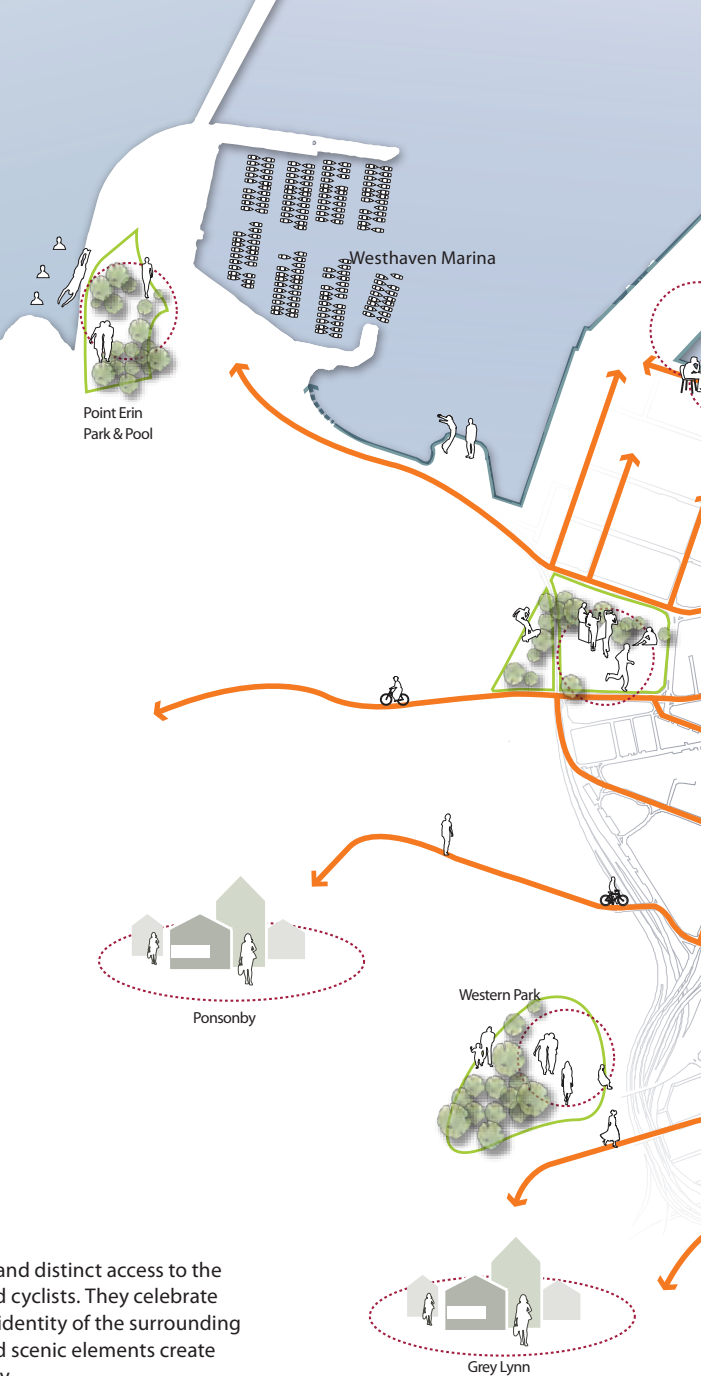 Westhaven Marina
Point Erin
Park & Pool
Ponsonby
Western Park
and distinct access to the
d cyclists. They celebrate
identity of the surrounding
d scenic elements create
Grey Lynn